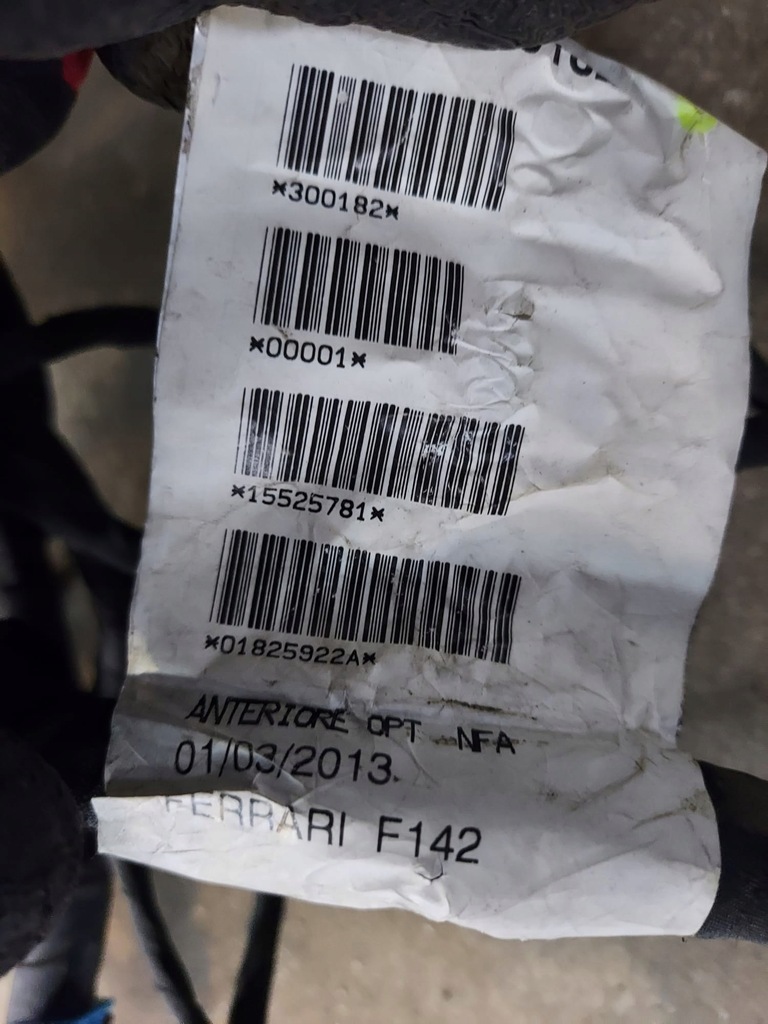 *300182*
*00001*
*15525781*
*01825922A*
ANTERIORE OPT NFA
01/03/2013
FERRARI F142